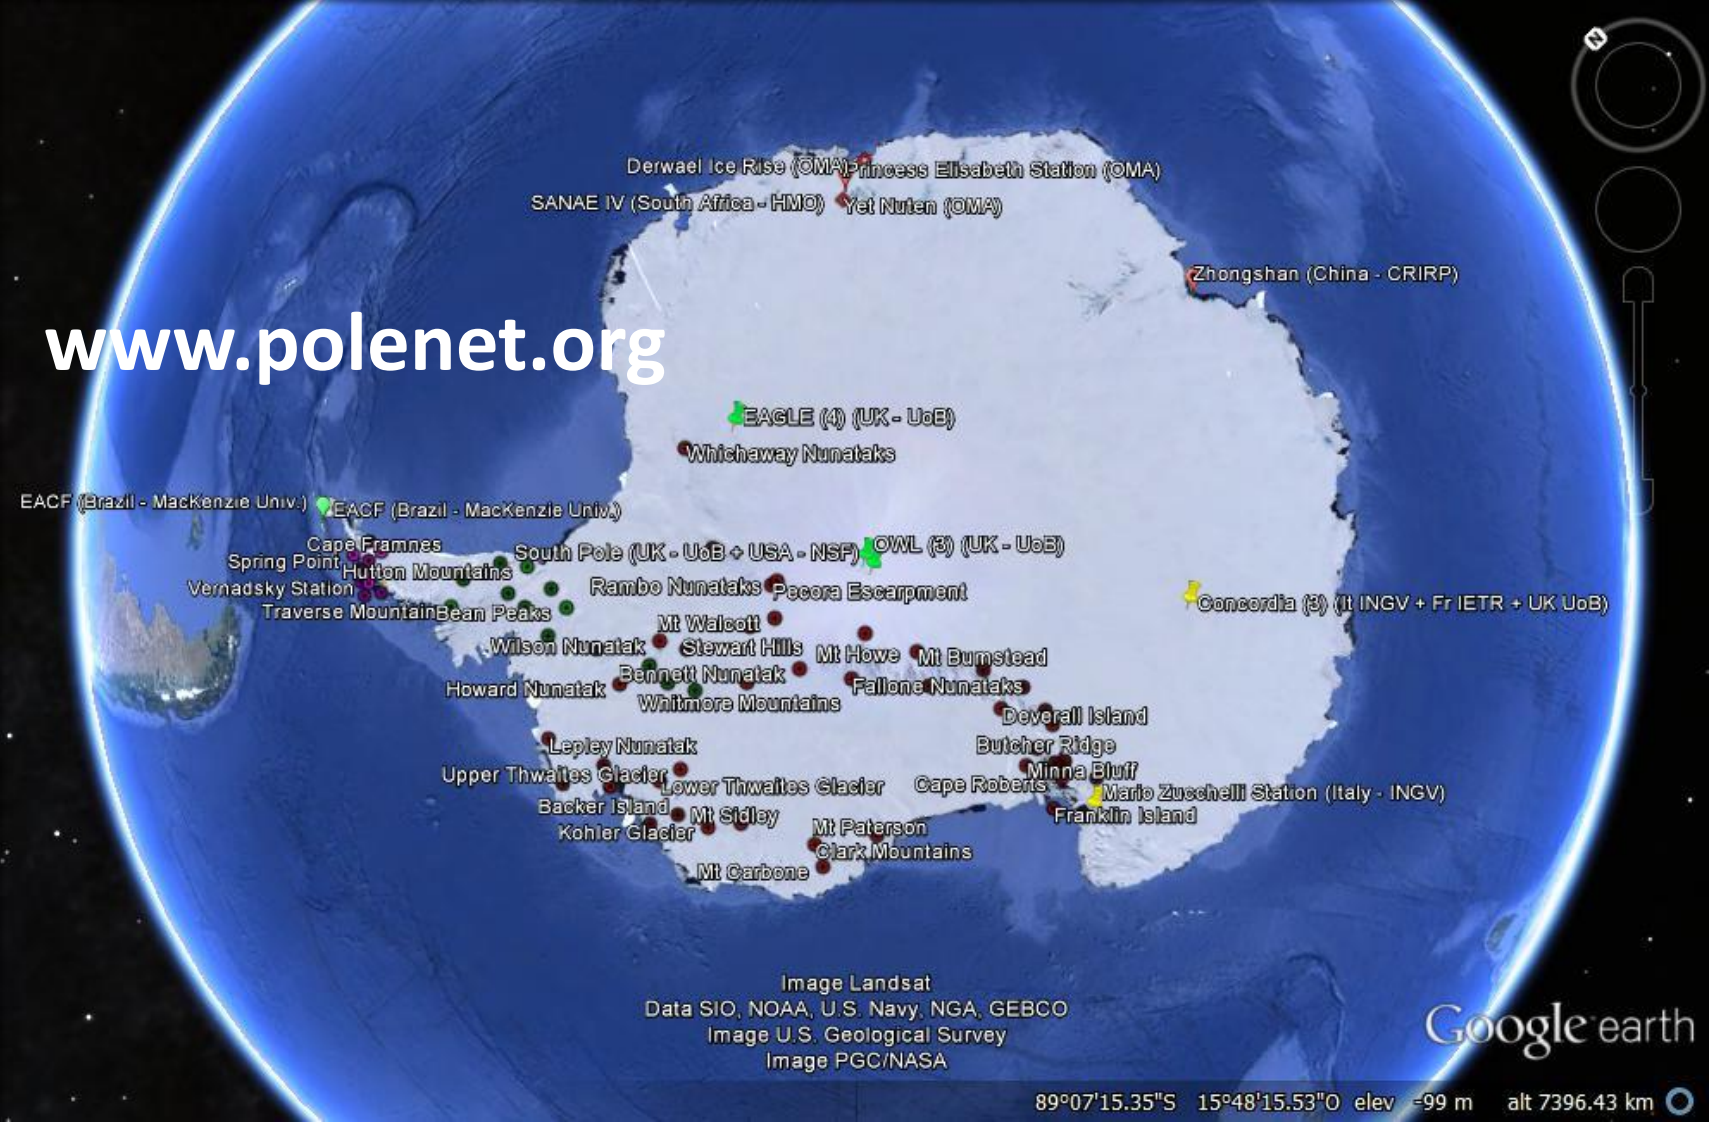 N
Derwael Ice Rise (OMA)
Princess Elisabeth Station (OMA)
SANAE IV (South Africa - HMO)
Yet Nuten (OMA)
Zhongshan (China - CRIRP)
www.polenet.org
EAGLE (4) (UK - UoB)
Whichaway Nunataks
EACF (Brazil - MacKenzie Univ.)
EACF (Brazil - MacKenzie Univ.)
Cape Framnes
South Pole (UK - UoB + USA - NSF)
OWL (3) (UK - UoB)
Spring Point
Hutton Mountains
Vernadsky Station
Rambo Nunataks
Pecora Escarpment
Concordia (3) (It INGV + Fr IETR + UK UoB)
Traverse Mountain
Bean Peaks
Mt Walcott
Wilson Nunatak
Stewart Hills
Mt Howe
Mt Bumstead
Bennett Nunatak
Howard Nunatak
Fallone Nunataks
Whitmore Mountains
Deverall Island
Lepley Nunatak
Butcher Ridge
Upper Thwaites Glacier
Minna Bluff
Lower Thwaites Glacier
Cape Roberts
Mario Zucchelli Station (Italy - INGV)
Backer Island
Mt Sidley
Franklin Island
Kohler Glacier
Mt Paterson
Clark Mountains
Mt Carbone
Image Landsat
Data SIO, NOAA, U.S. Navy, NGA, GEBCO
Image U.S. Geological Survey
Image PGC/NASA
Google earth
89°07'15.35"S 15°48'15.53"O elev -99 m alt 7396.43 km